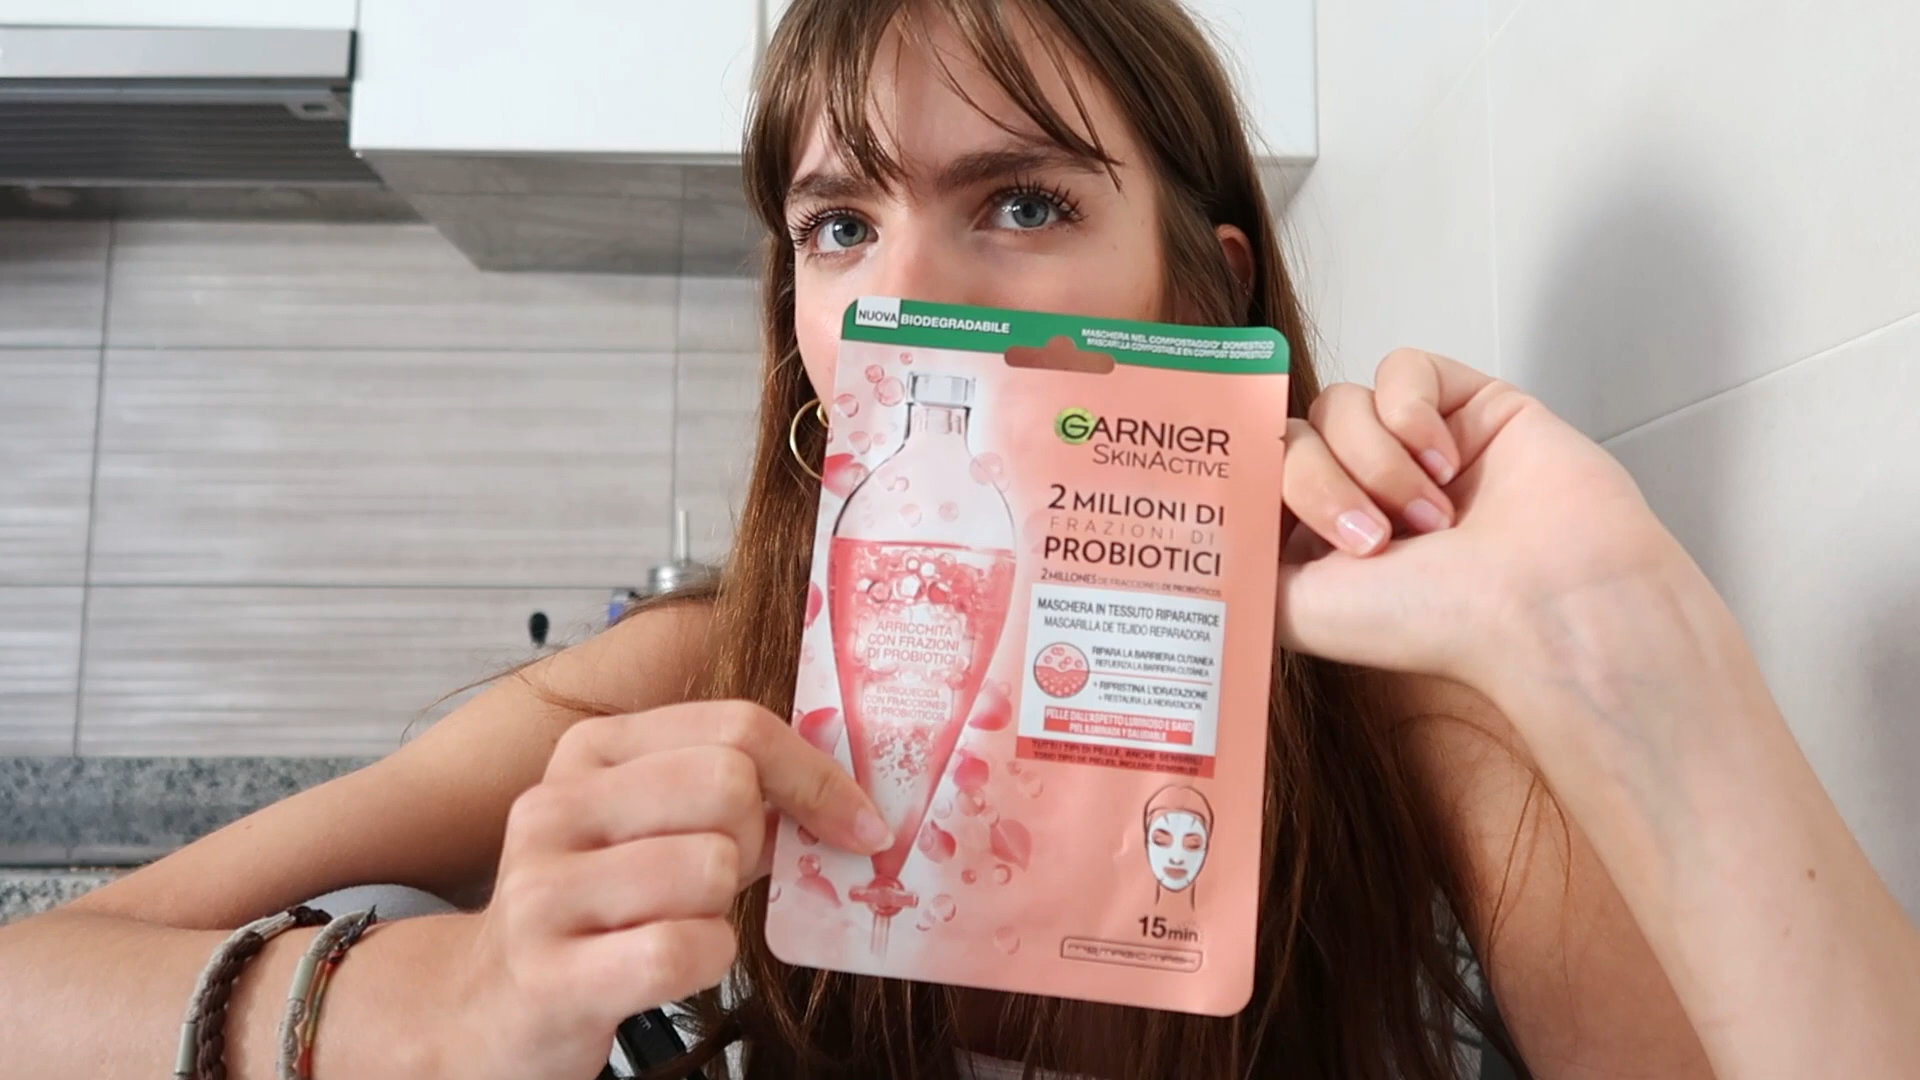 NUOVA BIODEGRADABILE
MASCHERA NEL COMPOSTAGGIO* DOMESTICO
MASCARILLA COMPOSTABLE EN COMPOST DOMESTICO*
GARNIER
SKINACTIVE
2 MILIONI DI
FRAZIONI DI
PROBIOTICI
2 MILLONES DE FRACCIONES DE PROBIÓTICOS
ARRICCHITA
CON FRAZIONI
DI PROBIOTICI
ENRIQUECIDA
CON FRACCIONES
DE PROBIÓTICOS
MASCHERA IN TESSUTO RIPARATRICE
MASCARILLA DE TEJIDO REPARADORA
RIPARA LA BARRIERA CUTANEA
REFUERZA LA BARRERA CUTÁNEA
+ RIPRISTINA L'IDRATAZIONE
+ RESTAURA LA HIDRATACIÓN
PELLE DALL'ASPETTO LUMINOSO E SANO
PIEL ILUMINADA Y SALUDABLE
TUTTI I TIPI DI PELLE, ANCHE SENSIBILI
TODO TIPO DE PIELES, INCLUSO SENSIBLES
15 min